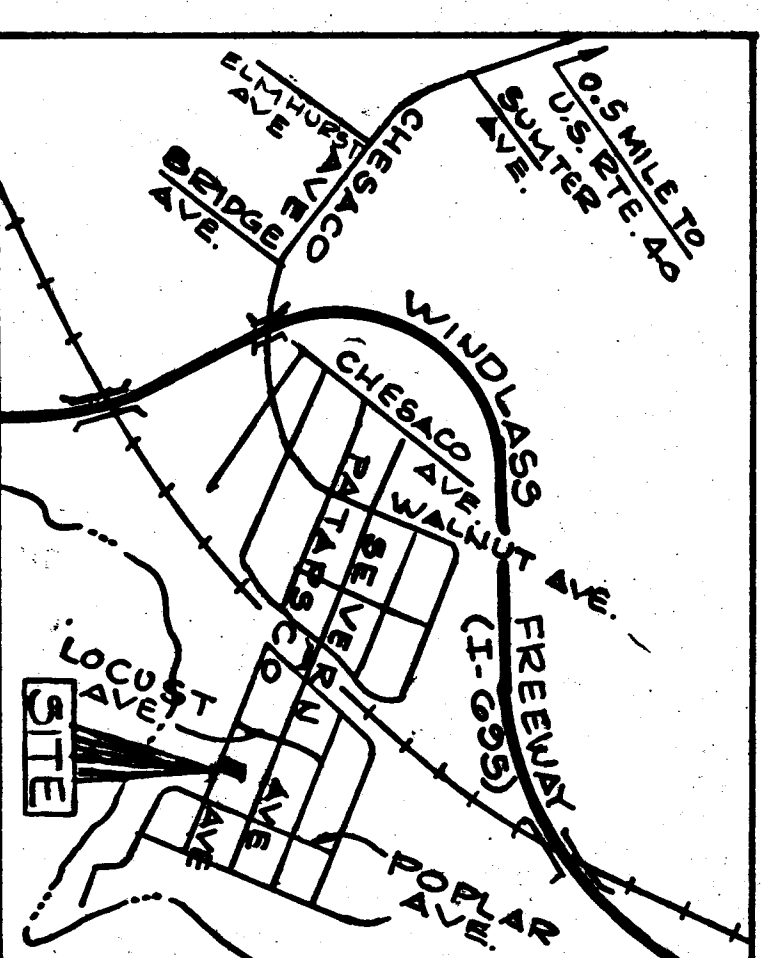 ELMHURST
AVE
CHESACO
AVE
BRIDGE
AVE.
SUMTER
AVE.
0.5 MILE TO
U.S. RTE. 40
WINDLASS
FREEWAY
(I-695)
CHESACO
AVE.
WALNUT AVE.
PATAPSCO
AVE
SEVERN
AVE
LOCUST
AVE.
SITE
POPLAR
AVE.